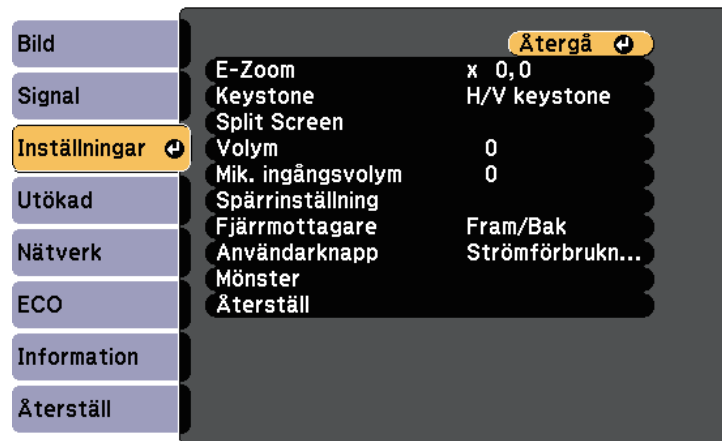 Bild
Signal
Inställningar
Utökad
Nätverk
ECO
Information
Återställ
Återgå
E-Zoom x 0,0
Keystone H/V keystone
Split Screen
Volym 0
Mik. ingångsvolym 0
Spärrinställning
Fjärrmottagare Fram/Bak
Användarknapp Strömförbrukn...
Mönster
Återställ